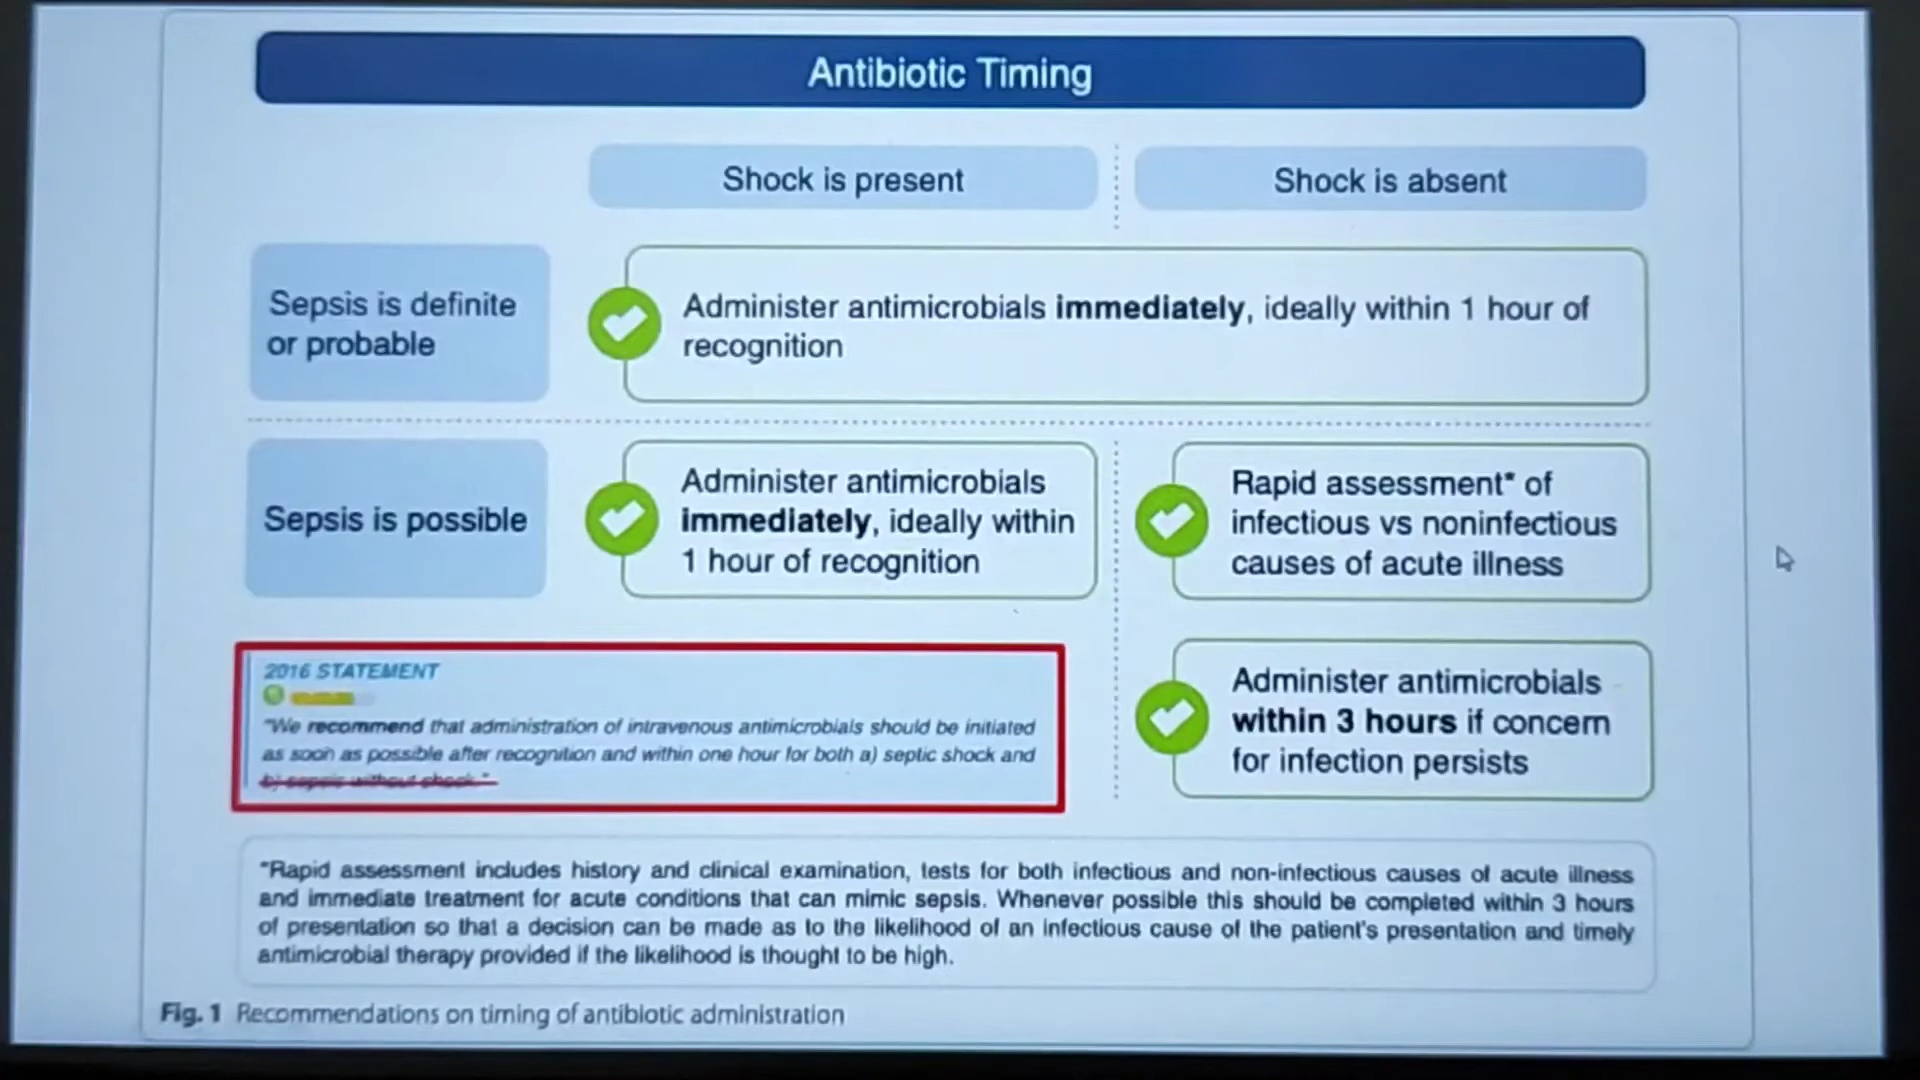 Antibiotic Timing
Shock is present
Shock is absent
Sepsis is definite
or probable
Administer antimicrobials immediately, ideally within 1 hour of
recognition
Sepsis is possible
Administer antimicrobials
immediately, ideally within
1 hour of recognition
Rapid assessment* of
infectious vs noninfectious
causes of acute illness
2016 STATEMENT
"We recommend that administration of intravenous antimicrobials should be initiated
as soon as possible after recognition and within one hour for both a) septic shock and
b) sepsis without shock."
Administer antimicrobials
within 3 hours if concern
for infection persists
*Rapid assessment includes history and clinical examination, tests for both infectious and non-infectious causes of acute illness
and immediate treatment for acute conditions that can mimic sepsis. Whenever possible this should be completed within 3 hours
of presentation so that a decision can be made as to the likelihood of an infectious cause of the patient's presentation and timely
antimicrobial therapy provided if the likelihood is thought to be high.
Fig. 1 Recommendations on timing of antibiotic administration